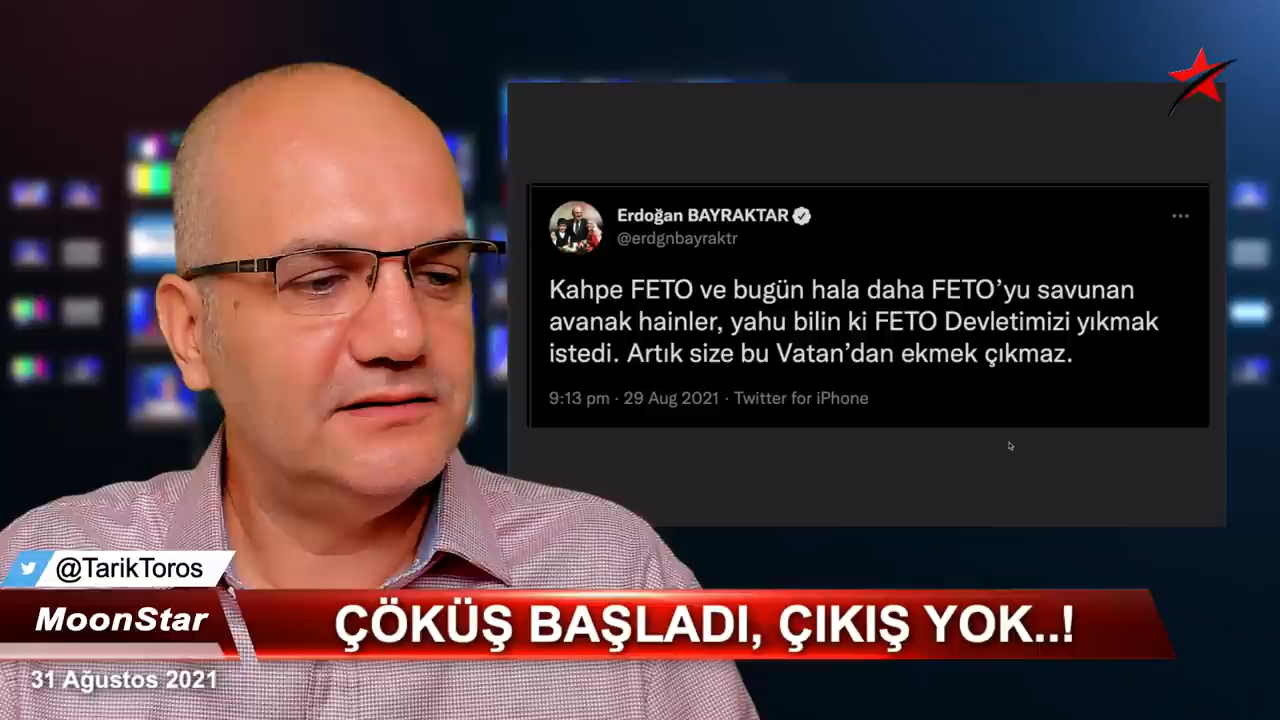 Erdoğan BAYRAKTAR
@erdgnbayraktr
Kahpe FETO ve bugün hala daha FETO’yu savunan
avanak hainler, yahu bilin ki FETO Devletimizi yıkmak
istedi. Artık size bu Vatan’dan ekmek çıkmaz.
9:13 pm · 29 Aug 2021 · Twitter for iPhone
@TarikToros
MoonStar
ÇÖKÜŞ BAŞLADI, ÇIKIŞ YOK..!
31 Ağustos 2021